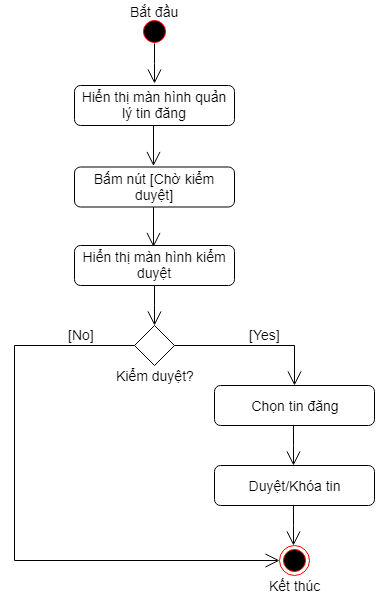 Bắt đầu
Hiển thị màn hình quản
lý tin đăng
Bấm nút [Chờ kiểm
duyệt]
Hiển thị màn hình kiểm
duyệt
[No]
[Yes]
Kiểm duyệt?
Chọn tin đăng
Duyệt/Khóa tin
Kết thúc